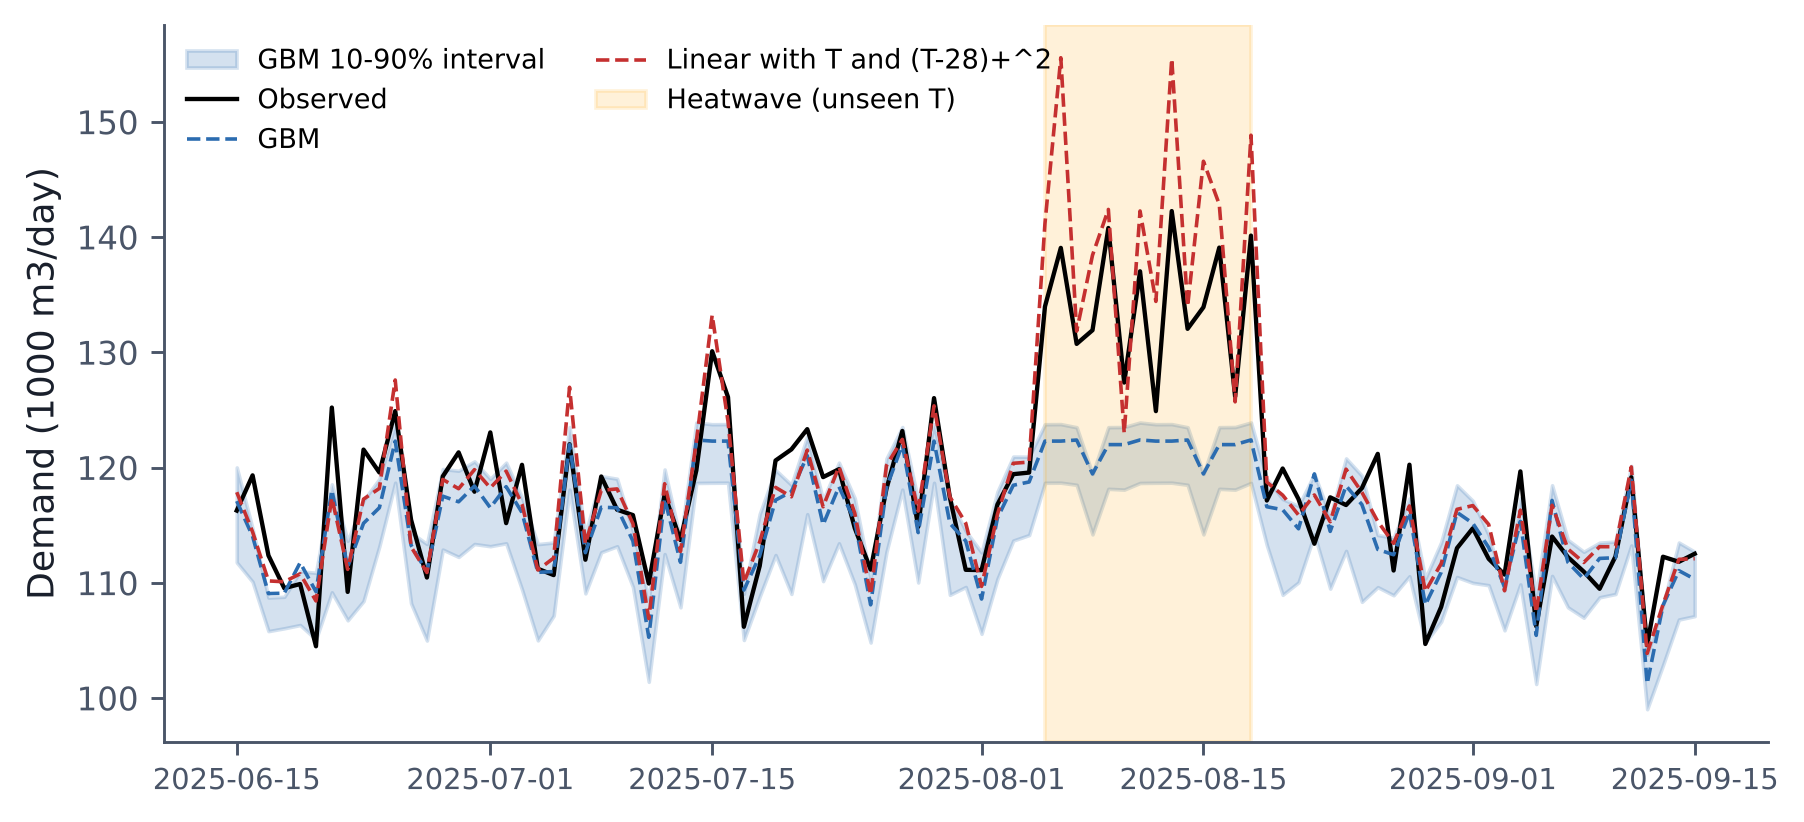 GBM 10-90% interval
Observed
GBM
Linear with T and (T-28)+^2
Heatwave (unseen T)
Demand (1000 m3/day)
150
140
130
120
110
100
2025-06-15 2025-07-01 2025-07-15 2025-08-01 2025-08-15 2025-09-01 2025-09-15